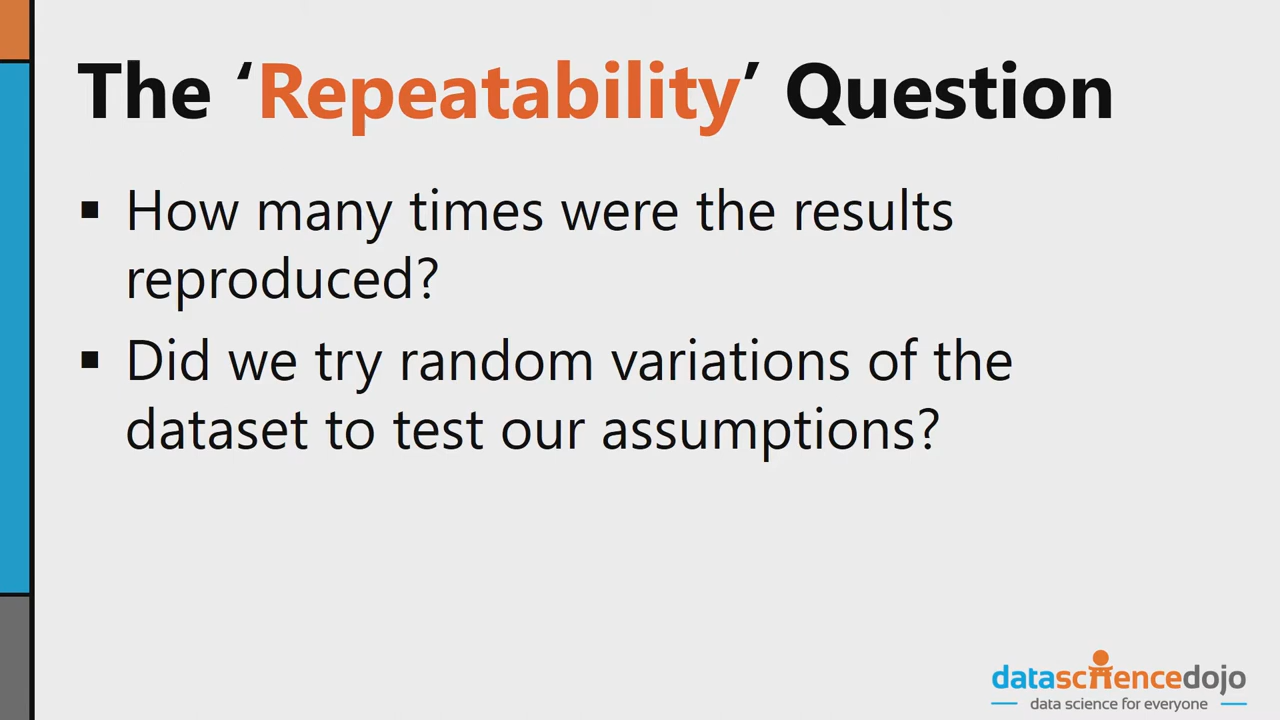 The ‘Repeatability’ Question
▪ How many times were the results
reproduced?
▪ Did we try random variations of the
dataset to test our assumptions?
datasciencedojo
data science for everyone